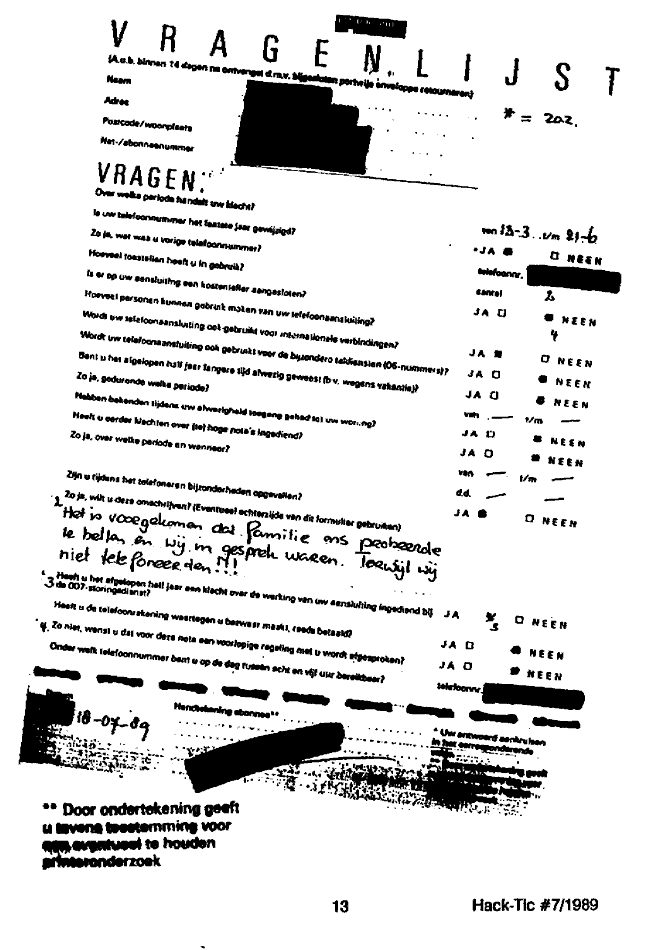 VRAGENLIJST
(A.u.b. binnen 14 dagen na ontvangst d.m.v. bijgesloten portvrije enveloppe retourneren)
Naam
Adres
* = z.o.z.
Postcode/woonplaats
Net-/abonneenummer
VRAGEN:
Over welke periode handelt uw klacht? van 13-3 t/m 21-6
Is uw telefoonnummer het laatste jaar gewijzigd? * JA NEEN
Zo ja, wat was u vorige telefoonnummer? telefoonnr.
Hoeveel toestellen heeft u in gebruik? aantal 2
Is er op uw aansluiting een kostenteller aangesloten? JA NEEN
Hoeveel personen kunnen gebruik maken van uw telefoonaansluiting? 4
Wordt uw telefoonaansluiting ook gebruikt voor internationale verbindingen? JA NEEN
Wordt uw telefoonaansluiting ook gebruikt voor de bijzondere teldiensten (06-nummers)? JA NEEN
Bent u het afgelopen half jaar langere tijd afwezig geweest (b.v. wegens vakantie)? JA NEEN
Zo ja, gedurende welke periode? van — t/m —
Hebben bekenden tijdens uw afwezigheid toegang gehad tot uw woning? JA NEEN
Heeft u eerder klachten over (te) hoge nota's ingediend? JA NEEN
Zo ja, over welke periode en wanneer? van — t/m —
d.d. — —
Zijn u tijdens het telefoneren bijzonderheden opgevallen? JA NEEN
2 Zo ja, wilt u deze omschrijven? (Eventueel achterzijde van dit formulier gebruiken)
Het is voorgekomen dat familie ons probeerde
te bellen en wij in gesprek waren. Terwijl wij
niet telefoneerden!!!
* 3 Heeft u het afgelopen half jaar een klacht over de werking van uw aansluiting ingediend bij
de 007-storingsdienst? JA 3 NEEN
Heeft u de telefoonrekening waartegen u bezwaar maakt, reeds betaald? JA NEEN
* 4. Zo niet, wenst u dat voor deze nota een voorlopige regeling met u wordt afgesproken? JA NEEN
Onder welk telefoonnummer bent u op de dag tussen acht en vijf uur bereikbaar? telefoonnr.
18-07-89
Handtekening abonnee**
* Uw antwoord aankruisen
in het corresponderende
** Door ondertekening geeft
u tevens toestemming voor
een eventueel te houden
printeronderzoek
13
Hack-Tic #7/1989